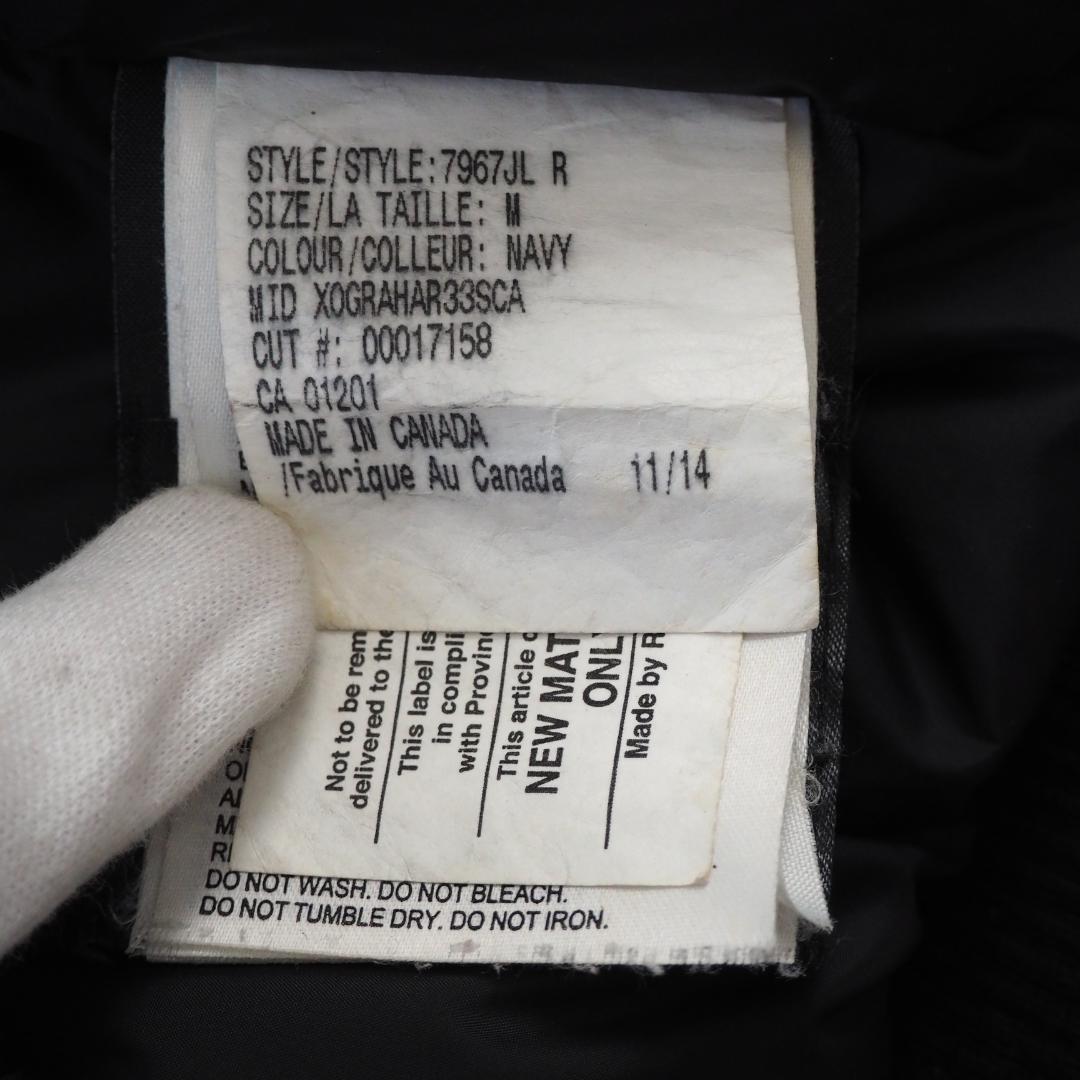 STYLE/STYLE:7967JL R
SIZE/LA TAILLE: M
COLOUR/COLLEUR: NAVY
MID XOGRAHAR33SCA
CUT #: 00017158
CA 01201
MADE IN CANADA
/Fabrique Au Canada 11/14
Not to be rem
delivered to the
This label is
in compli
with Provinc
This article o
NEW MAT
ONLY
Made by R
DO NOT WASH. DO NOT BLEACH.
DO NOT TUMBLE DRY. DO NOT IRON.